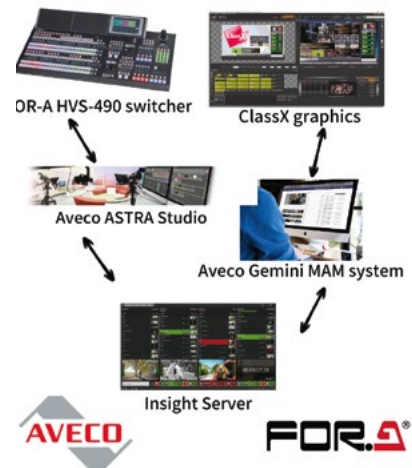 OR-A HVS-490 switcher
ClassX graphics
Aveco ASTRA Studio
Aveco Gemini MAM system
Insight Server
AVECO
FOR.A®